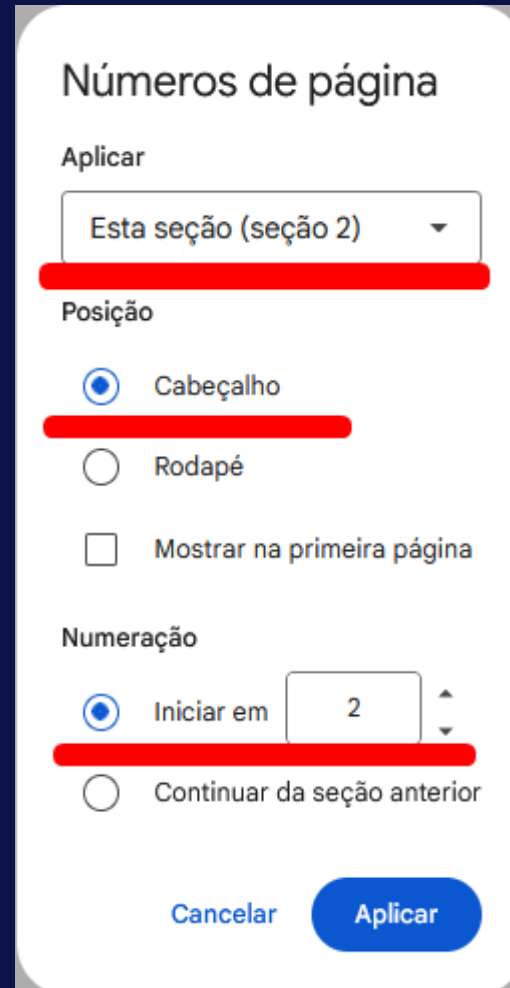 Números de página
Aplicar
Esta seção (seção 2)
Posição
Cabeçalho
Rodapé
Mostrar na primeira página
Numeração
Iniciar em 2
Continuar da seção anterior
Cancelar Aplicar